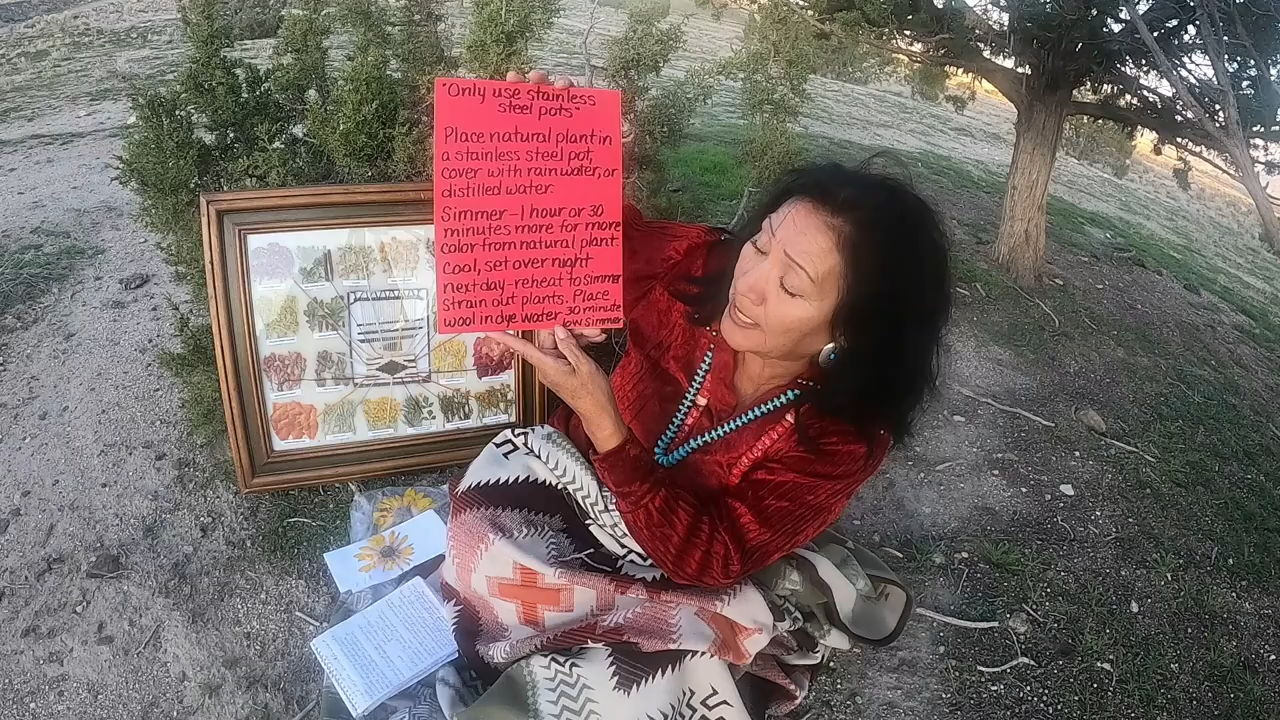 "Only use stainless
steel pots"
Place natural plant in
a stainless steel pot,
cover with rain water, or
distilled water.
Simmer-1 hour or 30
minutes more for more
color from natural plant.
Cool, set over night
next day-reheat to simmer
strain out plants. Place
wool in dye water 30 minute
low simmer